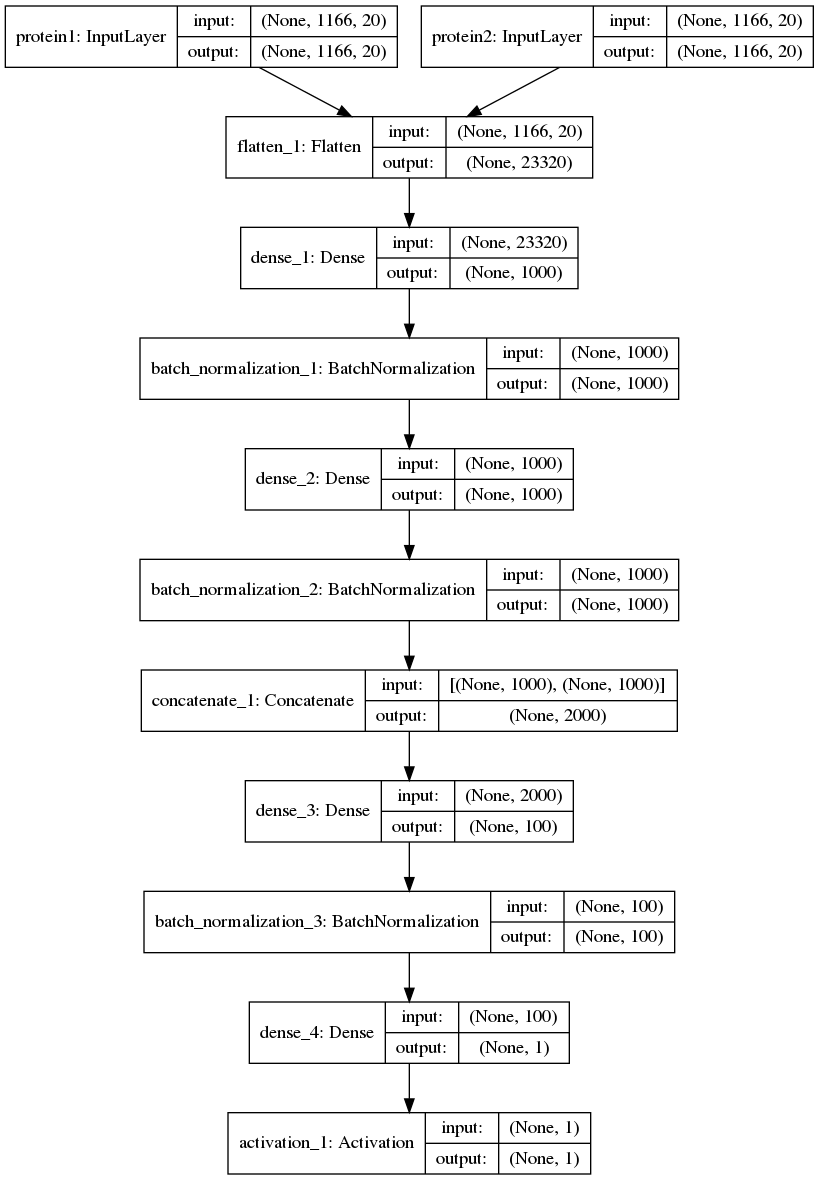 protein1: InputLayer
input: (None, 1166, 20)
output: (None, 1166, 20)
protein2: InputLayer
input: (None, 1166, 20)
output: (None, 1166, 20)
flatten_1: Flatten
input: (None, 1166, 20)
output: (None, 23320)
dense_1: Dense
input: (None, 23320)
output: (None, 1000)
batch_normalization_1: BatchNormalization
input: (None, 1000)
output: (None, 1000)
dense_2: Dense
input: (None, 1000)
output: (None, 1000)
batch_normalization_2: BatchNormalization
input: (None, 1000)
output: (None, 1000)
concatenate_1: Concatenate
input: [(None, 1000), (None, 1000)]
output: (None, 2000)
dense_3: Dense
input: (None, 2000)
output: (None, 100)
batch_normalization_3: BatchNormalization
input: (None, 100)
output: (None, 100)
dense_4: Dense
input: (None, 100)
output: (None, 1)
activation_1: Activation
input: (None, 1)
output: (None, 1)